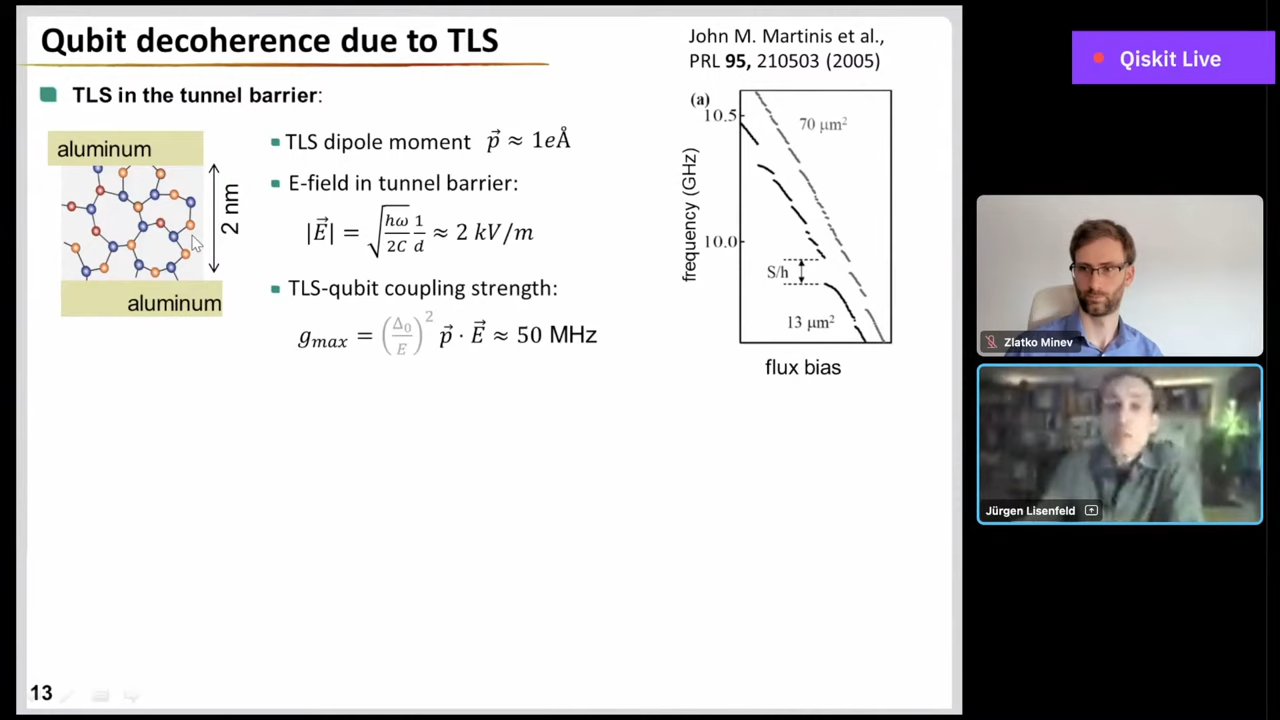 Qubit decoherence due to TLS
John M. Martinis et al.,
PRL 95, 210503 (2005)
Qiskit Live
TLS in the tunnel barrier:
aluminum
2 nm
aluminum
TLS dipole moment p⃗ ≈ 1eÅ
E-field in tunnel barrier:
|E⃗| = √(ℏω/2C) 1/d ≈ 2 kV/m
TLS-qubit coupling strength:
g_max = (Δ₀/E)² p⃗ · E⃗ ≈ 50 MHz
(a)
10.5
70 μm²
frequency (GHz)
10.0
S/h
13 μm²
flux bias
Zlatko Minev
Jürgen Lisenfeld
13